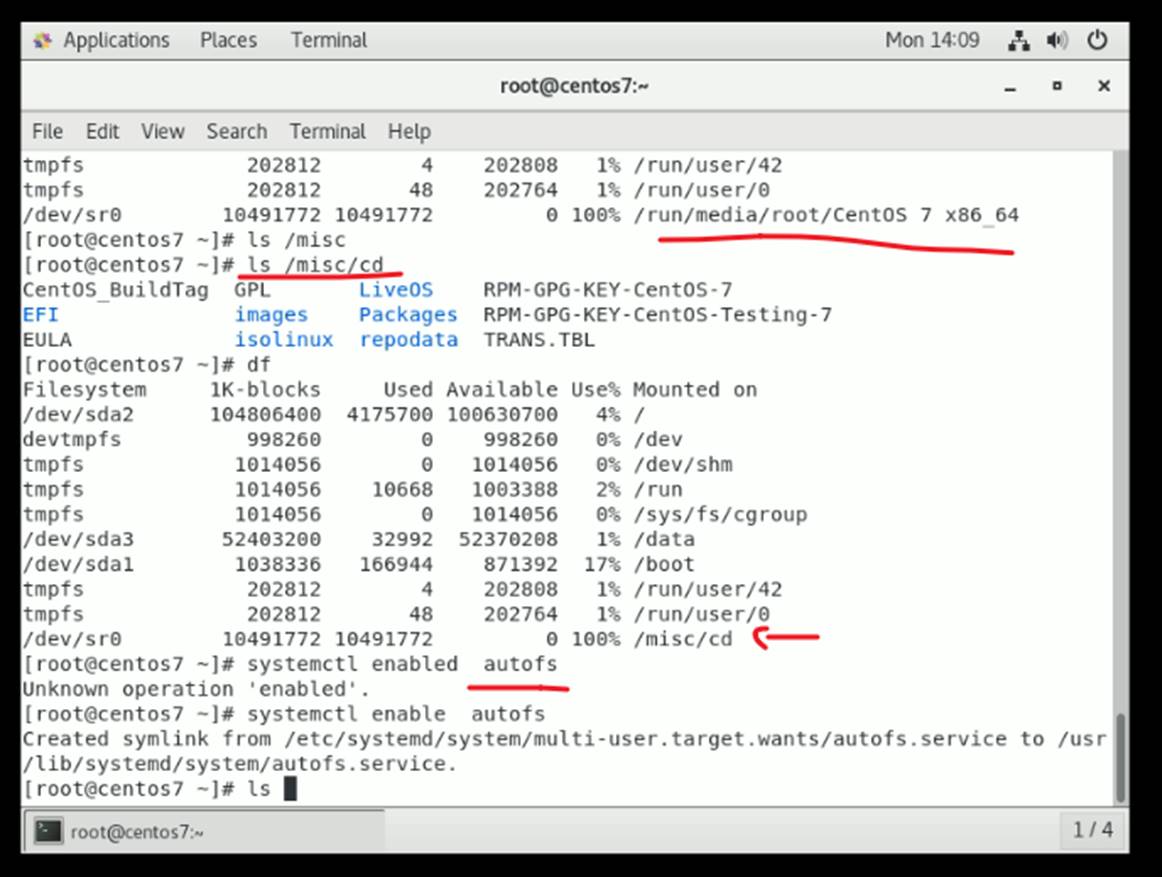 Applications Places Terminal Mon 14:09
root@centos7:~
File Edit View Search Terminal Help
tmpfs 202812 4 202808 1% /run/user/42
tmpfs 202812 48 202764 1% /run/user/0
/dev/sr0 10491772 10491772 0 100% /run/media/root/CentOS 7 x86_64
[root@centos7 ~]# ls /misc
[root@centos7 ~]# ls /misc/cd
CentOS_BuildTag GPL LiveOS RPM-GPG-KEY-CentOS-7
EFI images Packages RPM-GPG-KEY-CentOS-Testing-7
EULA isolinux repodata TRANS.TBL
[root@centos7 ~]# df
Filesystem 1K-blocks Used Available Use% Mounted on
/dev/sda2 104806400 4175700 100630700 4% /
devtmpfs 998260 0 998260 0% /dev
tmpfs 1014056 0 1014056 0% /dev/shm
tmpfs 1014056 10668 1003388 2% /run
tmpfs 1014056 0 1014056 0% /sys/fs/cgroup
/dev/sda3 52403200 32992 52370208 1% /data
/dev/sda1 1038336 166944 871392 17% /boot
tmpfs 202812 4 202808 1% /run/user/42
tmpfs 202812 48 202764 1% /run/user/0
/dev/sr0 10491772 10491772 0 100% /misc/cd
[root@centos7 ~]# systemctl enabled autofs
Unknown operation 'enabled'.
[root@centos7 ~]# systemctl enable autofs
Created symlink from /etc/systemd/system/multi-user.target.wants/autofs.service to /usr
/lib/systemd/system/autofs.service.
[root@centos7 ~]# ls
root@centos7:~ 1 / 4